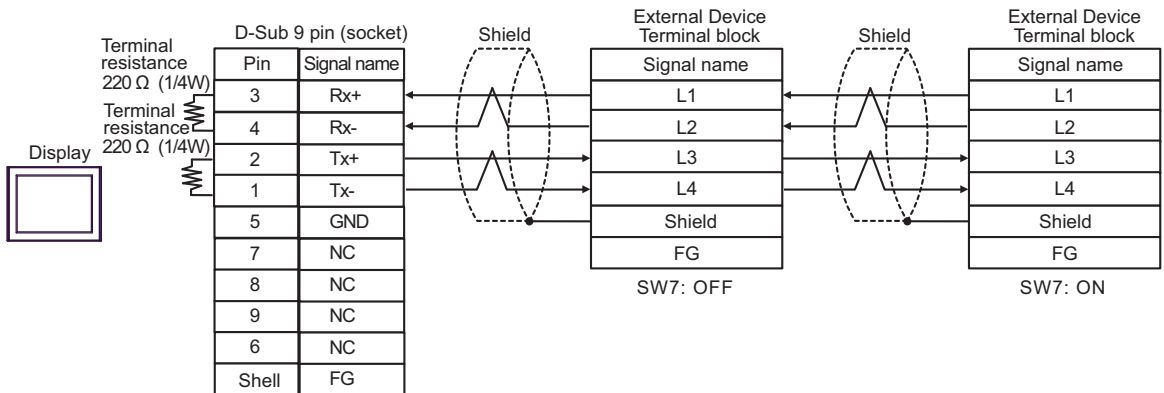 External Device
Terminal block
External Device
Terminal block
D-Sub 9 pin (socket)
Shield
Shield
Terminal
resistance
220 Ω (1/4W)
Terminal
resistance
220 Ω (1/4W)
Display
Pin Signal name
3 Rx+
4 Rx-
2 Tx+
1 Tx-
5 GND
7 NC
8 NC
9 NC
6 NC
Shell FG
Signal name
L1
L2
L3
L4
Shield
FG
SW7: OFF
Signal name
L1
L2
L3
L4
Shield
FG
SW7: ON